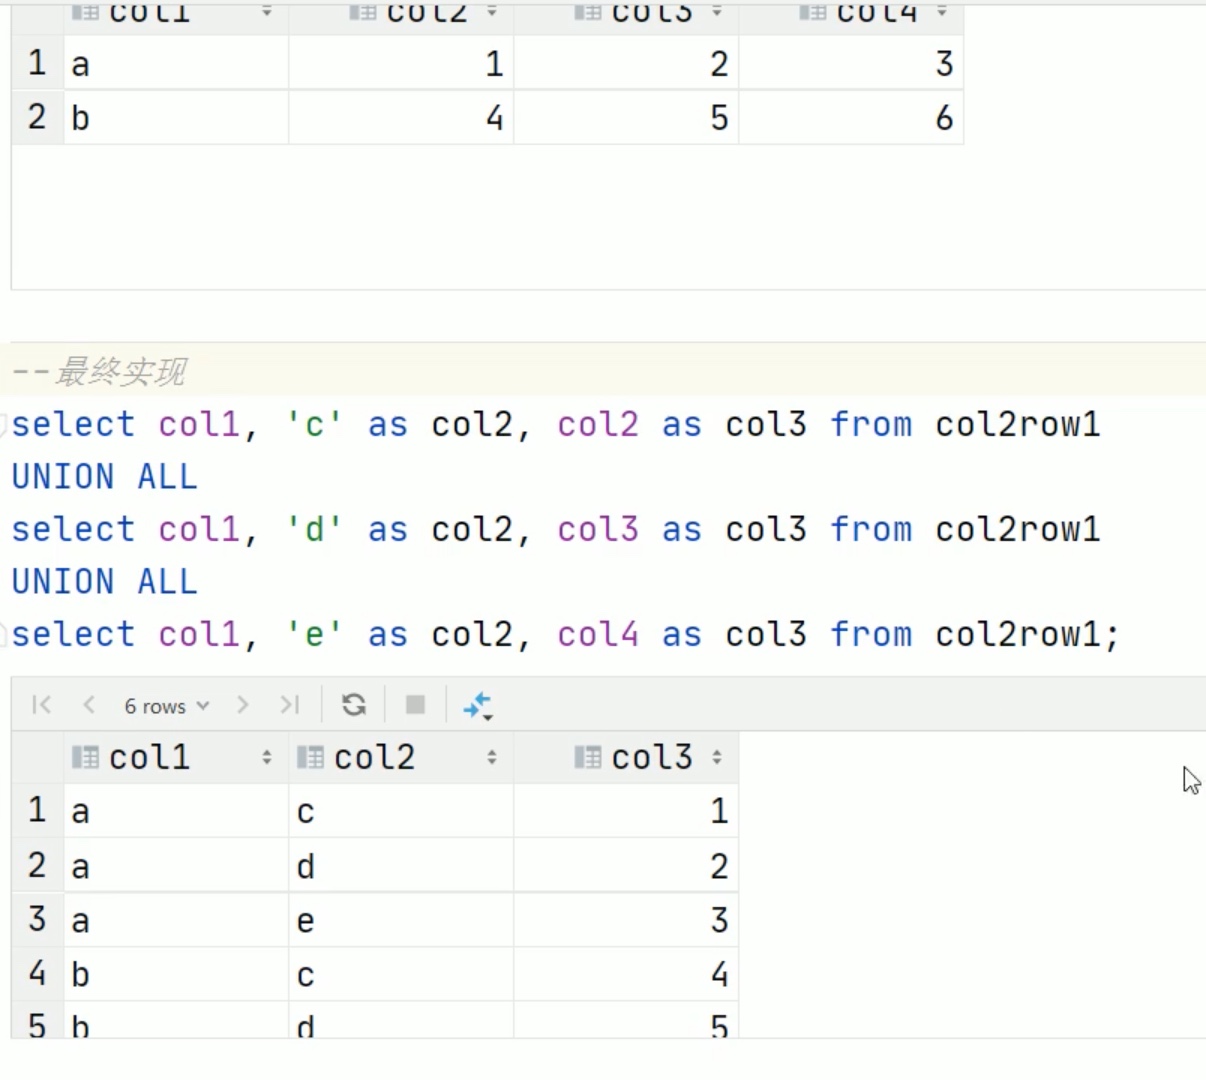 col1 col2 col3 col4
1 a 1 2 3
2 b 4 5 6
--最终实现
select col1, 'c' as col2, col2 as col3 from col2row1
UNION ALL
select col1, 'd' as col2, col3 as col3 from col2row1
UNION ALL
select col1, 'e' as col2, col4 as col3 from col2row1;
6 rows
col1 col2 col3
1 a c 1
2 a d 2
3 a e 3
4 b c 4
5 b d 5